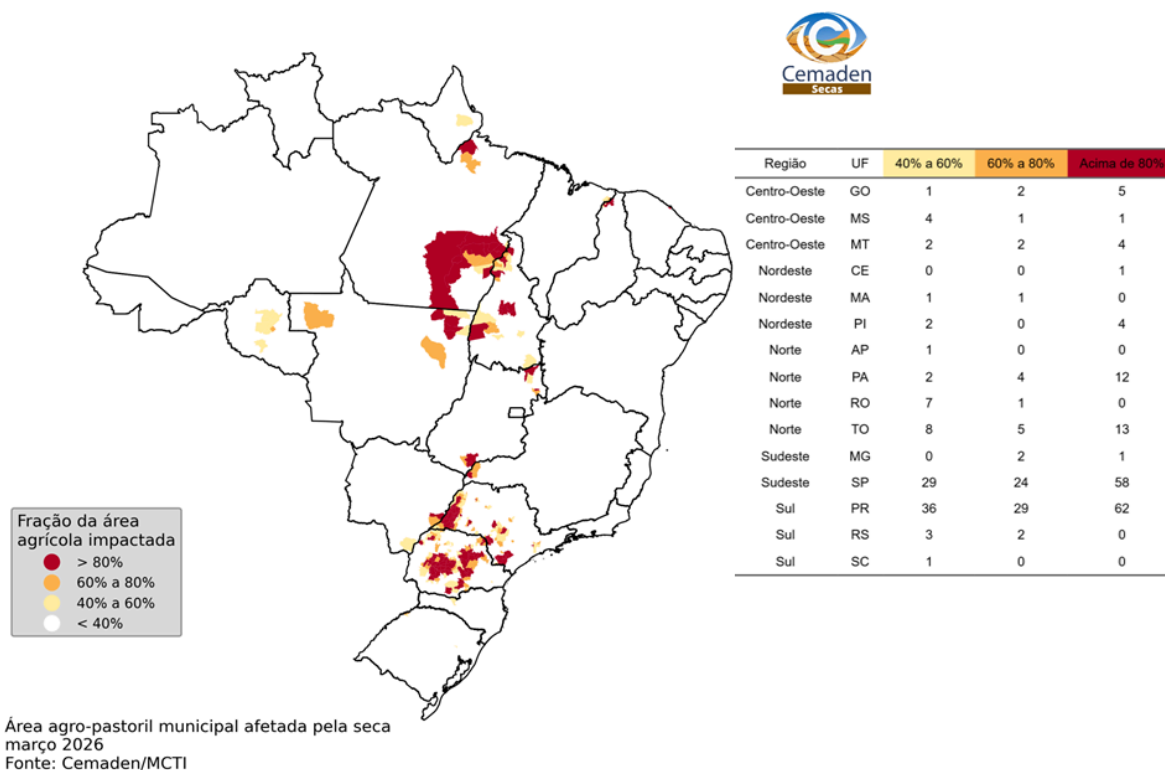 Cemaden
Secas
Região UF 40% a 60% 60% a 80% Acima de 80%
Centro-Oeste GO 1 2 5
Centro-Oeste MS 4 1 1
Centro-Oeste MT 2 2 4
Nordeste CE 0 0 1
Nordeste MA 1 1 0
Nordeste PI 2 0 4
Norte AP 1 0 0
Norte PA 2 4 12
Norte RO 7 1 0
Norte TO 8 5 13
Sudeste MG 0 2 1
Sudeste SP 29 24 58
Sul PR 36 29 62
Sul RS 3 2 0
Sul SC 1 0 0
Fração da área
agrícola impactada
> 80%
60% a 80%
40% a 60%
< 40%
Área agro-pastoril municipal afetada pela seca
março 2026
Fonte: Cemaden/MCTI